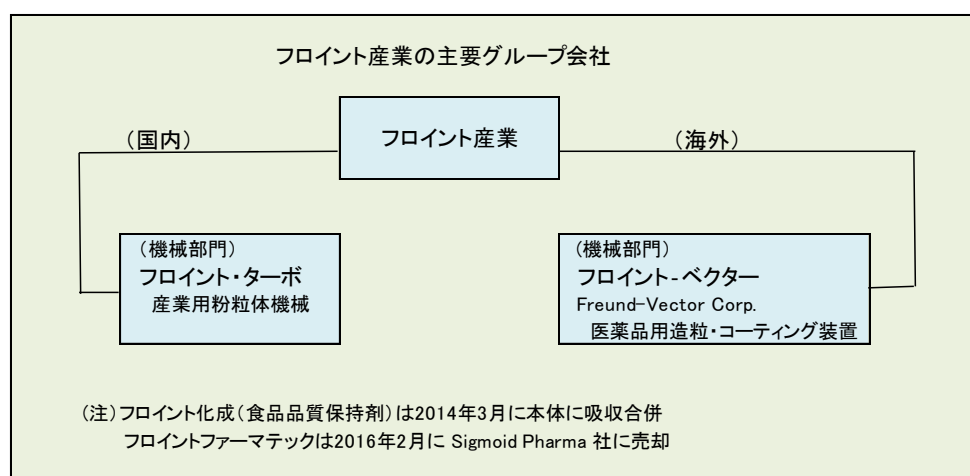 フロイント産業の主要グループ会社
フロイント産業
（国内）
（海外）
（機械部門）
フロイント・ターボ
産業用粉粒体機械
（機械部門）
フロイント-ベクター
Freund-Vector Corp.
医薬品用造粒・コーティング装置
（注）フロイント化成（食品品質保持剤）は2014年3月に本体に吸収合併
フロイントファーマテックは2016年2月に Sigmoid Pharma 社に売却